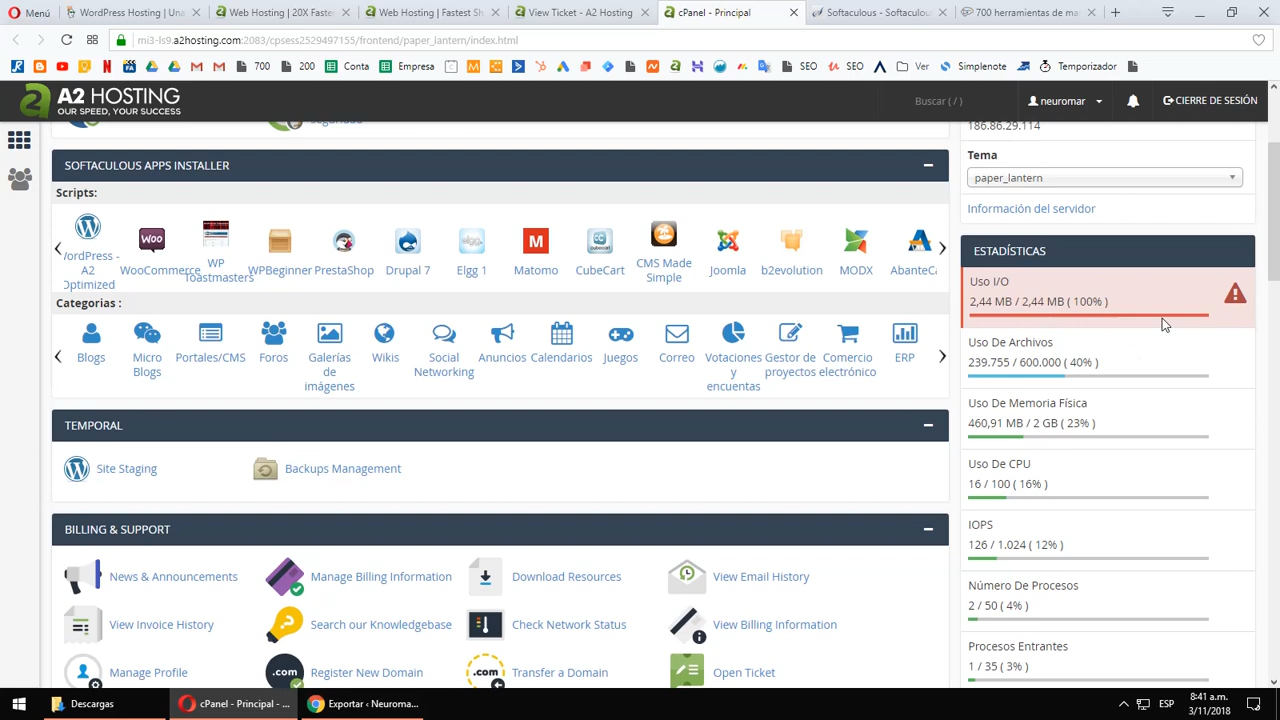 Menú
WordPress Hosting | Una
Web Hosting | 20X Faste
Web Hosting | Fastest Sh
View Ticket - A2 Hosting
cPanel - Principal
Softaculous - Softaculou
700 herramientas de ma
mi3-ls9.a2hosting.com:2083/cpsess2529497155/frontend/paper_lantern/index.html
700
200
Conta
Empresa
SEO
SEO
Ver
Simplenote
Temporizador
A2 HOSTING
OUR SPEED, YOUR SUCCESS
Buscar ( / )
neuromar
CIERRE DE SESIÓN
seguridad
186.86.29.114
Tema
paper_lantern
Información del servidor
SOFTACULOUS APPS INSTALLER
Scripts:
WordPress -
A2
Optimized
WooCommerce
WP
Toastmasters
WPBeginner
PrestaShop
Drupal 7
Elgg 1
Matomo
CubeCart
CMS Made
Simple
Joomla
b2evolution
MODX
AbanteCa
Categorias :
Blogs
Micro
Blogs
Portales/CMS
Foros
Galerías
de
imágenes
Wikis
Social
Networking
Anuncios
Calendarios
Juegos
Correo
Votaciones
y
encuentas
Gestor de
proyectos
Comercio
electrónico
ERP
TEMPORAL
Site Staging
Backups Management
BILLING & SUPPORT
News & Announcements
Manage Billing Information
Download Resources
View Email History
View Invoice History
Search our Knowledgebase
Check Network Status
View Billing Information
Manage Profile
Register New Domain
Transfer a Domain
Open Ticket
ESTADÍSTICAS
Uso I/O
2,44 MB / 2,44 MB ( 100% )
Uso De Archivos
239.755 / 600.000 ( 40% )
Uso De Memoria Física
460,91 MB / 2 GB ( 23% )
Uso De CPU
16 / 100 ( 16% )
IOPS
126 / 1.024 ( 12% )
Número De Procesos
2 / 50 ( 4% )
Procesos Entrantes
1 / 35 ( 3% )
Descargas
cPanel - Principal - ...
Exportar ‹ Neuroma...
ESP
8:41 a.m.
3/11/2018